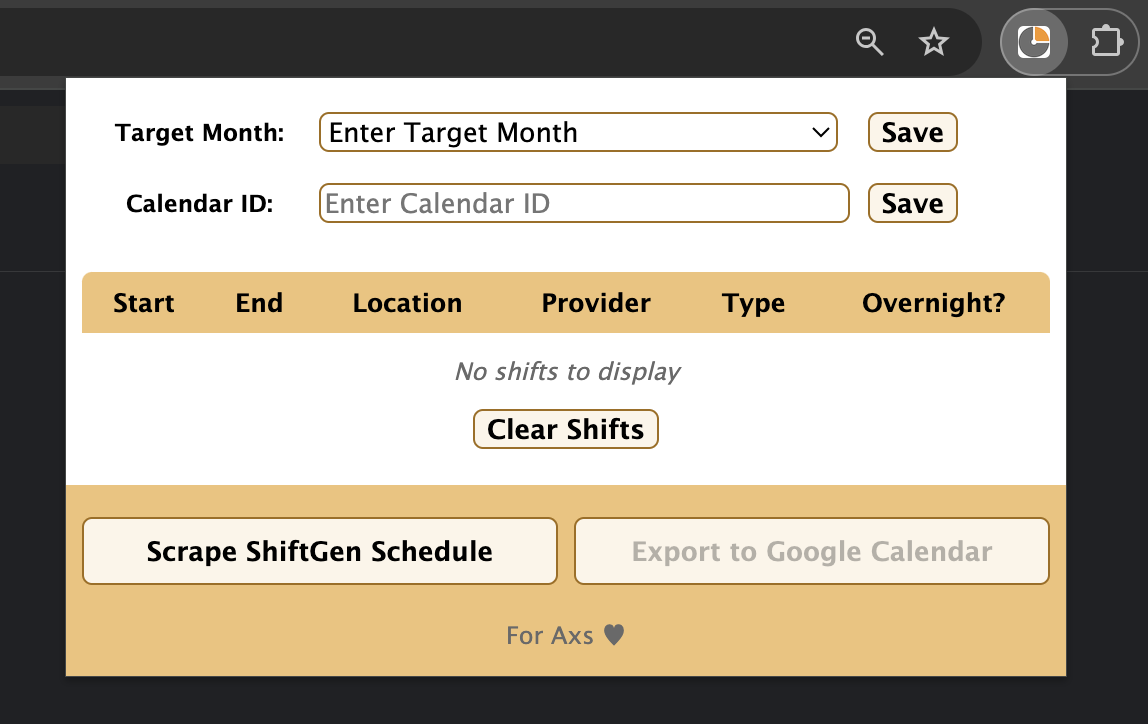 Target Month: Enter Target Month Save
Calendar ID: Enter Calendar ID Save
Start End Location Provider Type Overnight?
No shifts to display
Clear Shifts
Scrape ShiftGen Schedule Export to Google Calendar
For Axs ♥